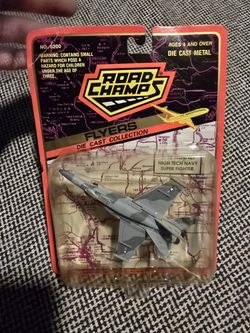 NO. 6200
WARNING: CONTAINS SMALL
PARTS WHICH POSE A
HAZARD FOR CHILDREN
UNDER THE AGE OF
THREE.
AGES 4 AND OVER
DIE CAST METAL
ROAD
CHAMPS
FLYERS
DIE CAST COLLECTION
HIGH TECH NAVY
SUPER FIGHTER